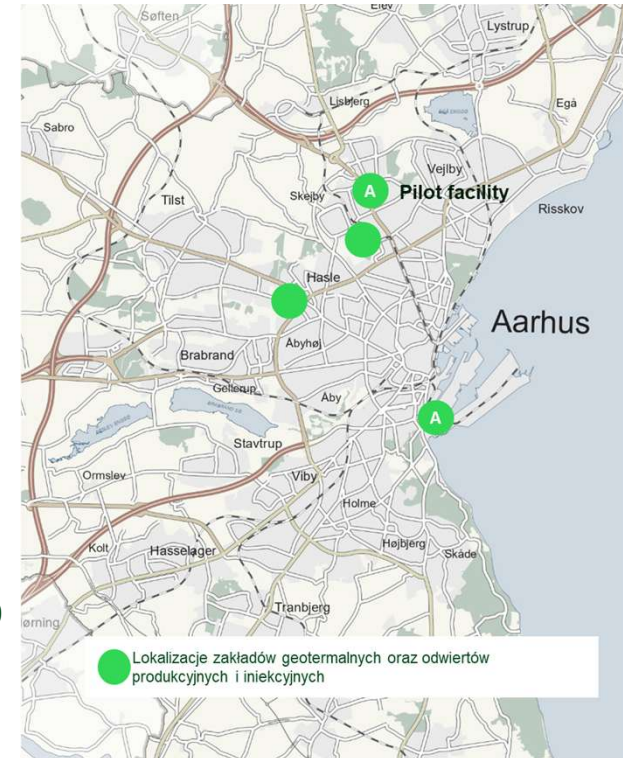 Søften
Elev
Lystrup
Lisbjerg
Egå
Sabro
Vejlby
Skejby
A Pilot facility
Tilst
Risskov
Hasle
Aarhus
Åbyhøj
Brabrand
Gellerup
Åby
A
Stavtrup
Ormslev
Viby
Holme
Kolt
Hasselager
Højbjerg
Skåde
Tranbjerg
ørning
Lokalizacje zakładów geotermalnych oraz odwiertów
produkcyjnych i iniekcyjnych